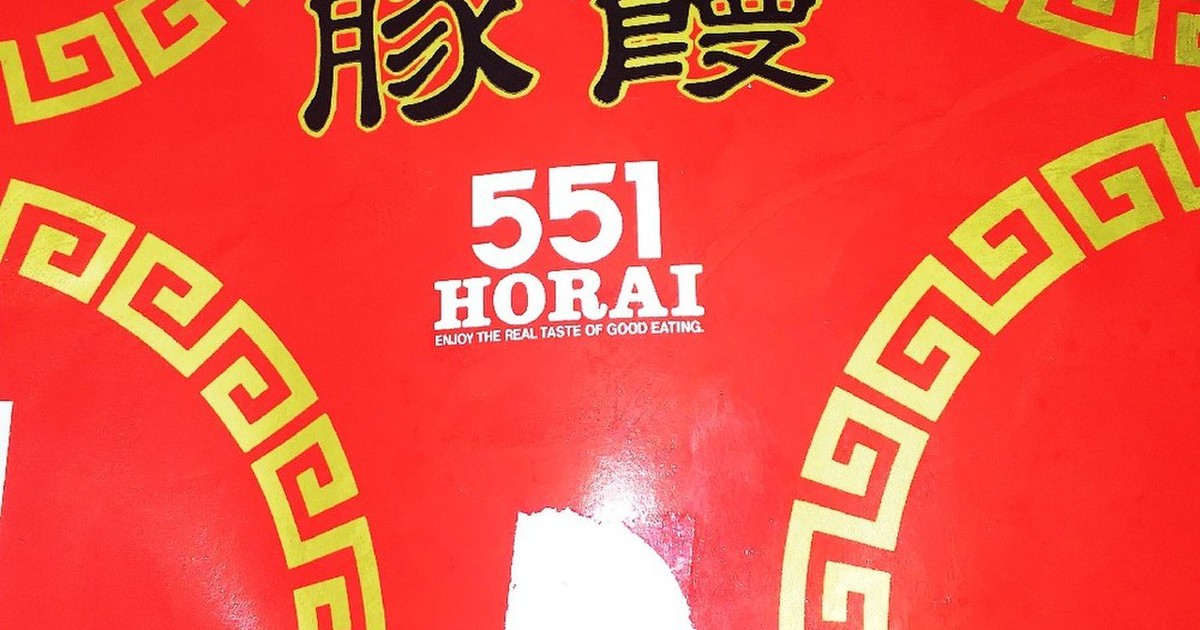 豚饅
551
HORAI
ENJOY THE REAL TASTE OF GOOD EATING.